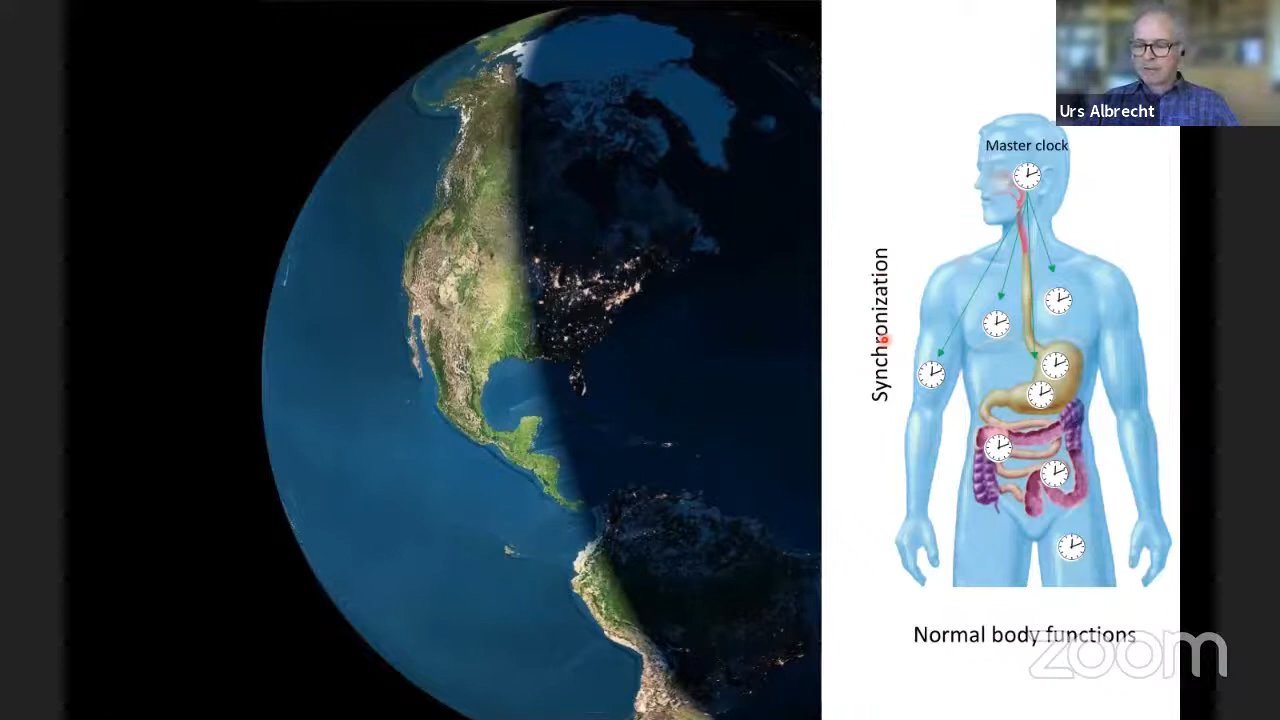 Urs Albrecht
Master clock
Synchronization
Normal body functions
zoom